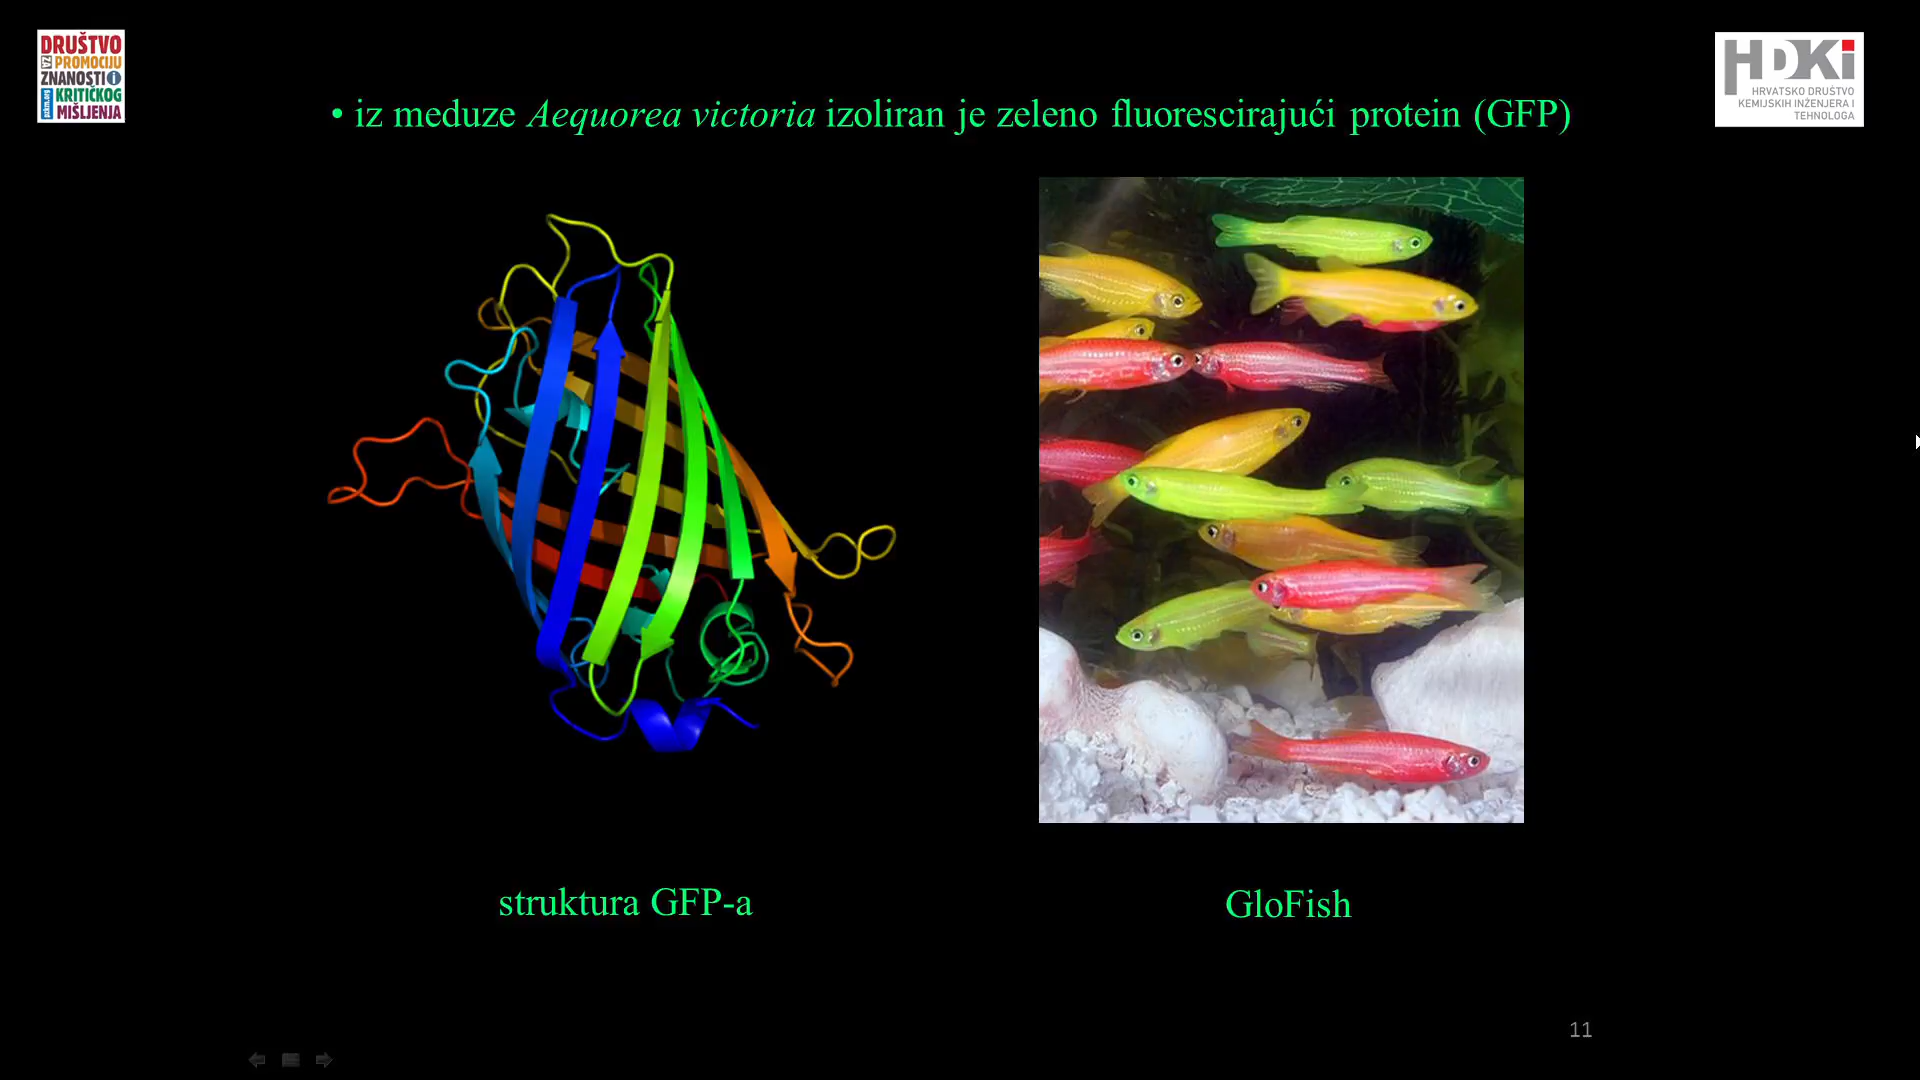 DRUŠTVO
ZA PROMOCIJU
ZNANOSTI i
KRITIČKOG
MIŠLJENJA
HDKi
HRVATSKO DRUŠTVO
KEMIJSKIH INŽENJERA I
TEHNOLOGA
• iz meduze Aequorea victoria izoliran je zeleno fluorescirajući protein (GFP)
struktura GFP-a
GloFish
11